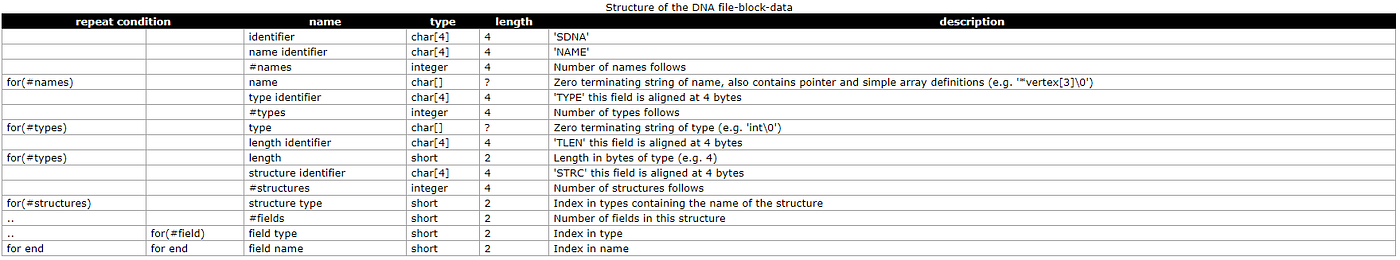 Structure of the DNA file-block-data
repeat condition name type length description
identifier char[4] 4 'SDNA'
name identifier char[4] 4 'NAME'
#names integer 4 Number of names follows
for(#names) name char[] ? Zero terminating string of name, also contains pointer and simple array definitions (e.g. '*vertex[3]\0')
type identifier char[4] 4 'TYPE' this field is aligned at 4 bytes
#types integer 4 Number of types follows
for(#types) type char[] ? Zero terminating string of type (e.g. 'int\0')
length identifier char[4] 4 'TLEN' this field is aligned at 4 bytes
for(#types) length short 2 Length in bytes of type (e.g. 4)
structure identifier char[4] 4 'STRC' this field is aligned at 4 bytes
#structures integer 4 Number of structures follows
for(#structures) structure type short 2 Index in types containing the name of the structure
.. #fields short 2 Number of fields in this structure
.. for(#field) field type short 2 Index in type
for end for end field name short 2 Index in name